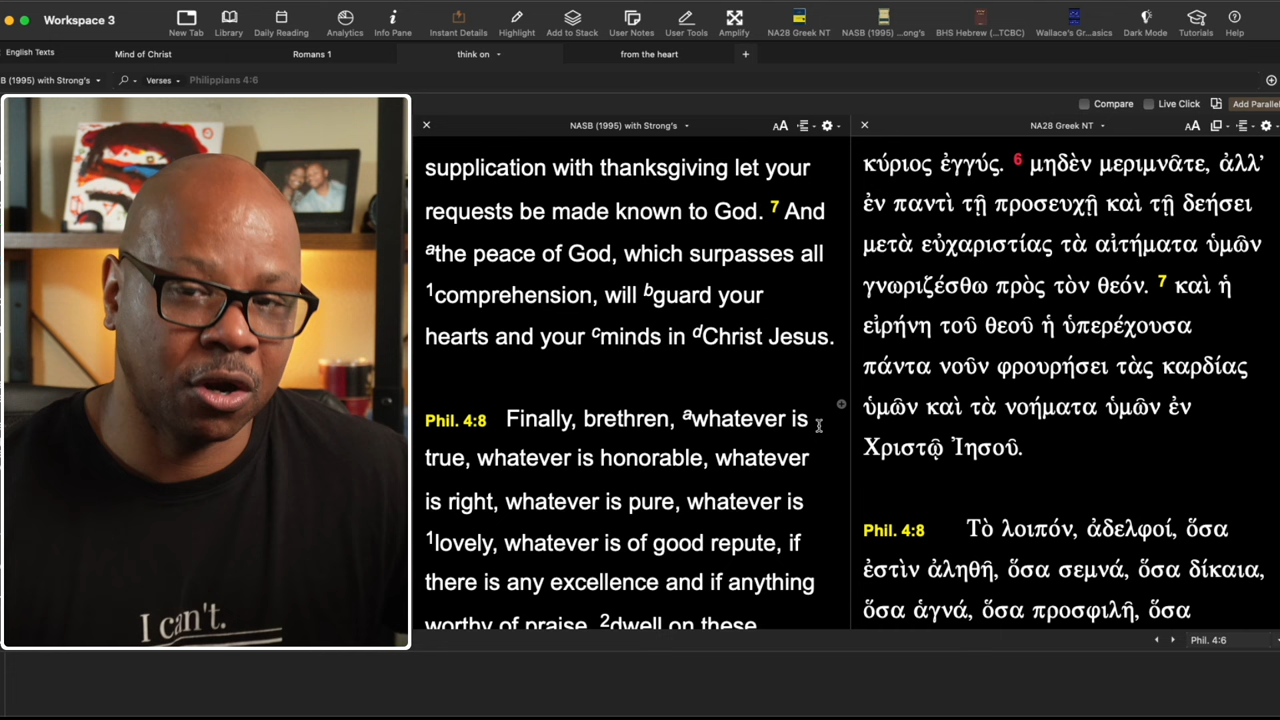 Workspace 3
New Tab
Library
Daily Reading
Analytics
Info Pane
Instant Details
Highlight
Add to Stack
User Notes
User Tools
Amplify
NA28 Greek NT
NASB (1995) ...ong's
BHS Hebrew (...TCBC)
Wallace's Gr...asics
Dark Mode
Tutorials
Help
English Texts
Mind of Christ
Romans 1
think on
from the heart
B (1995) with Strong's
Verses
Philippians 4:6
Compare
Live Click
Add Paralle
NASB (1995) with Strong's
AA
supplication with thanksgiving let your
requests be made known to God. 7 And
athe peace of God, which surpasses all
1comprehension, will bguard your
hearts and your cminds in dChrist Jesus.
Phil. 4:8 Finally, brethren, awhatever is
true, whatever is honorable, whatever
is right, whatever is pure, whatever is
1lovely, whatever is of good repute, if
there is any excellence and if anything
worthy of praise, 2dwell on these
NA28 Greek NT
AA
κύριος ἐγγύς. 6 μηδὲν μεριμνᾶτε, ἀλλ’
ἐν παντὶ τῇ προσευχῇ καὶ τῇ δεήσει
μετὰ εὐχαριστίας τὰ αἰτήματα ὑμῶν
γνωριζέσθω πρὸς τὸν θεόν. 7 καὶ ἡ
εἰρήνη τοῦ θεοῦ ἡ ὑπερέχουσα
πάντα νοῦν φρουρήσει τὰς καρδίας
ὑμῶν καὶ τὰ νοήματα ὑμῶν ἐν
Χριστῷ Ἰησοῦ.
Phil. 4:8 Τὸ λοιπόν, ἀδελφοί, ὅσα
ἐστὶν ἀληθῆ, ὅσα σεμνά, ὅσα δίκαια,
ὅσα ἁγνά, ὅσα προσφιλῆ, ὅσα
Phil. 4:6
I can't.